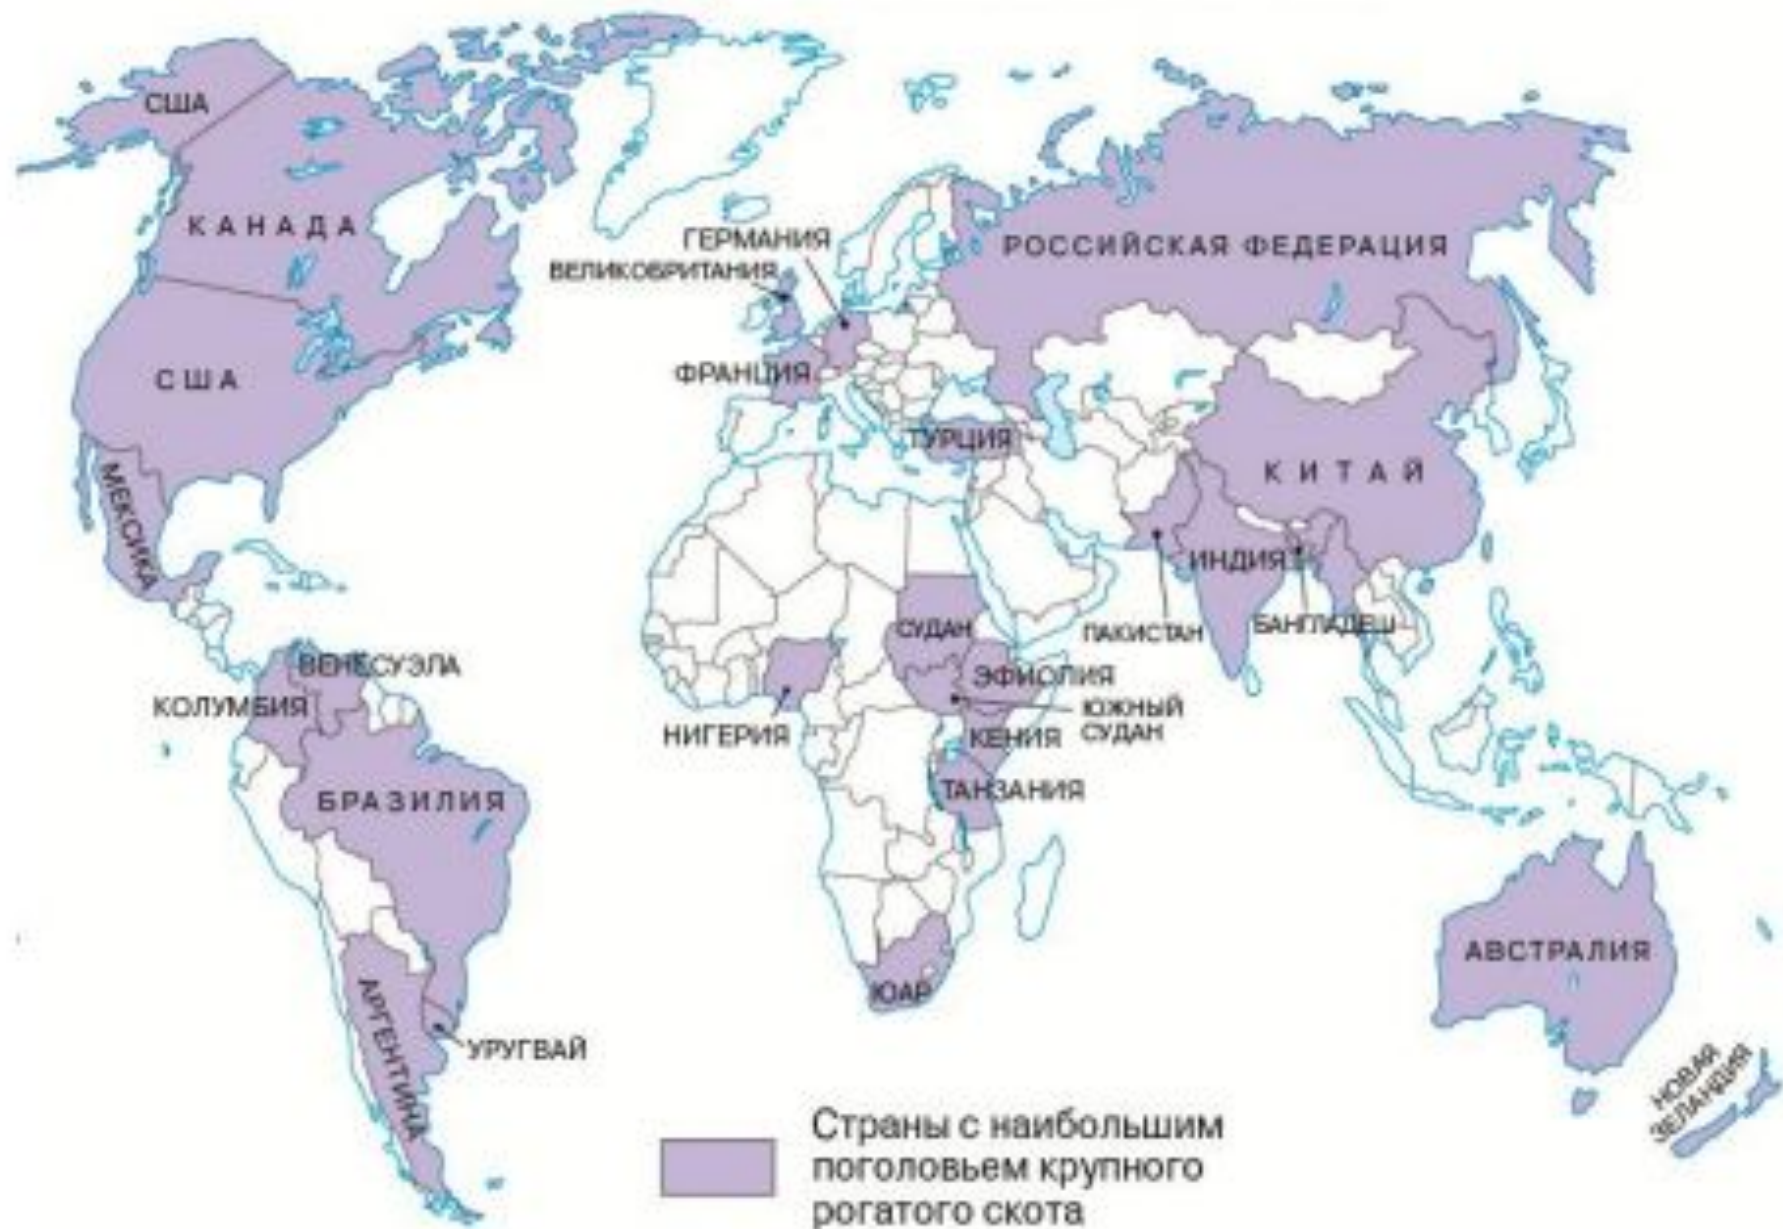 США
КАНАДА
ГЕРМАНИЯ
ВЕЛИКОБРИТАНИЯ
РОССИЙСКАЯ ФЕДЕРАЦИЯ
США
ФРАНЦИЯ
ТУРЦИЯ
КИТАЙ
МЕКСИКА
ИНДИЯ
СУДАН
ПАКИСТАН
БАНГЛАДЕШ
ВЕНЕСУЭЛА
ЭФИОПИЯ
КОЛУМБИЯ
НИГЕРИЯ
ЮЖНЫЙ
СУДАН
КЕНИЯ
ТАНЗАНИЯ
БРАЗИЛИЯ
АВСТРАЛИЯ
ЮАР
АРГЕНТИНА
УРУГВАЙ
НОВАЯ
ЗЕЛАНДИЯ
Страны с наибольшим
поголовьем крупного
рогатого скота